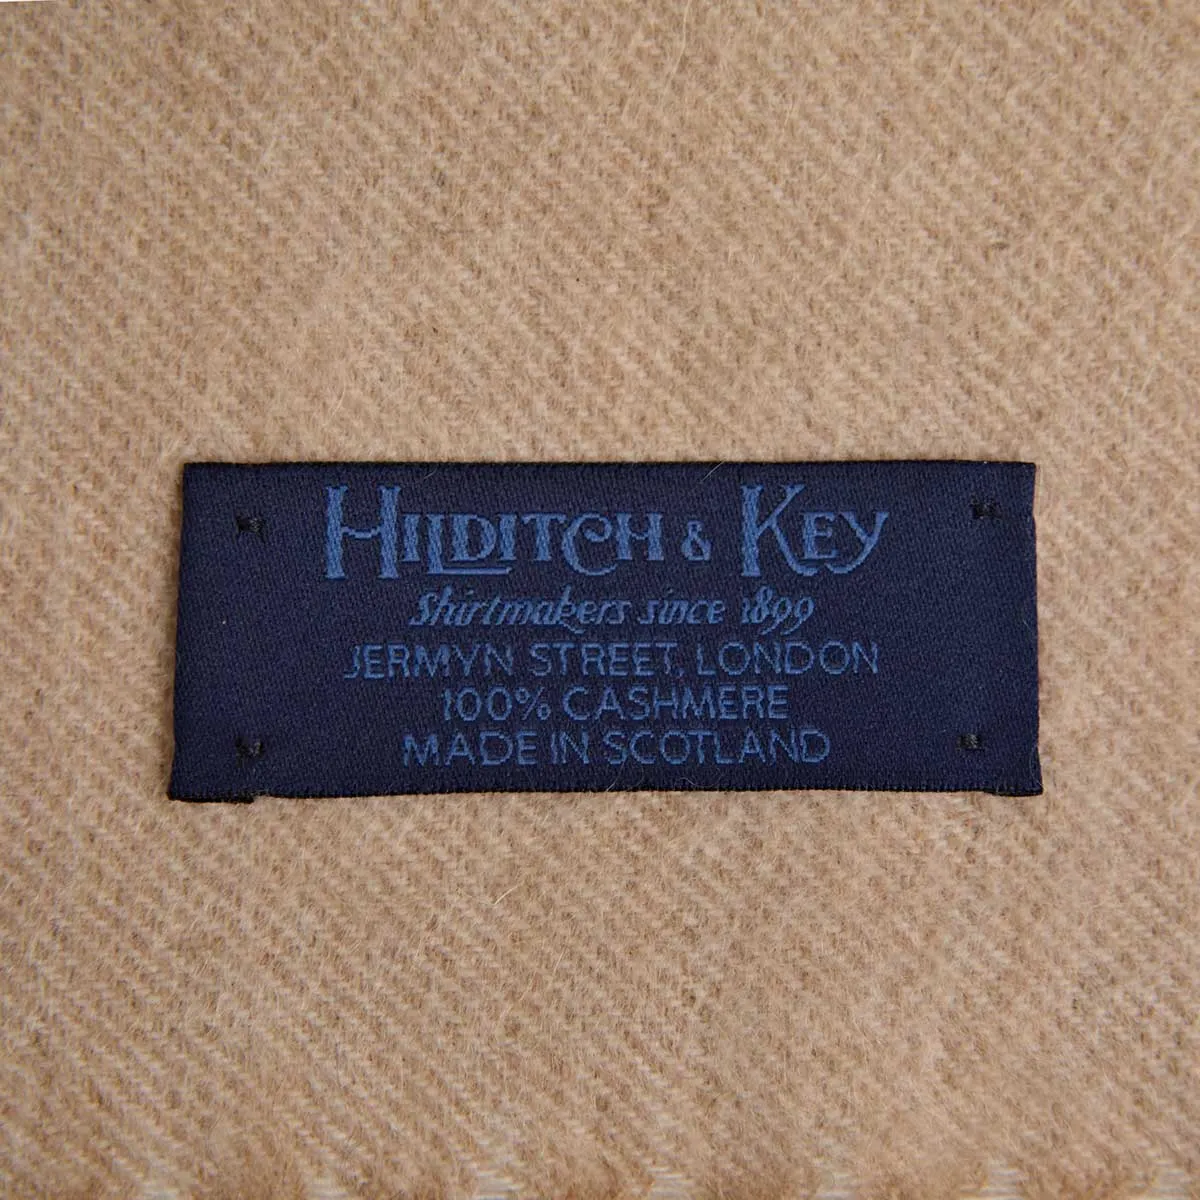 HILDITCH & KEY
Shirtmakers since 1899
JERMYN STREET, LONDON
100% CASHMERE
MADE IN SCOTLAND